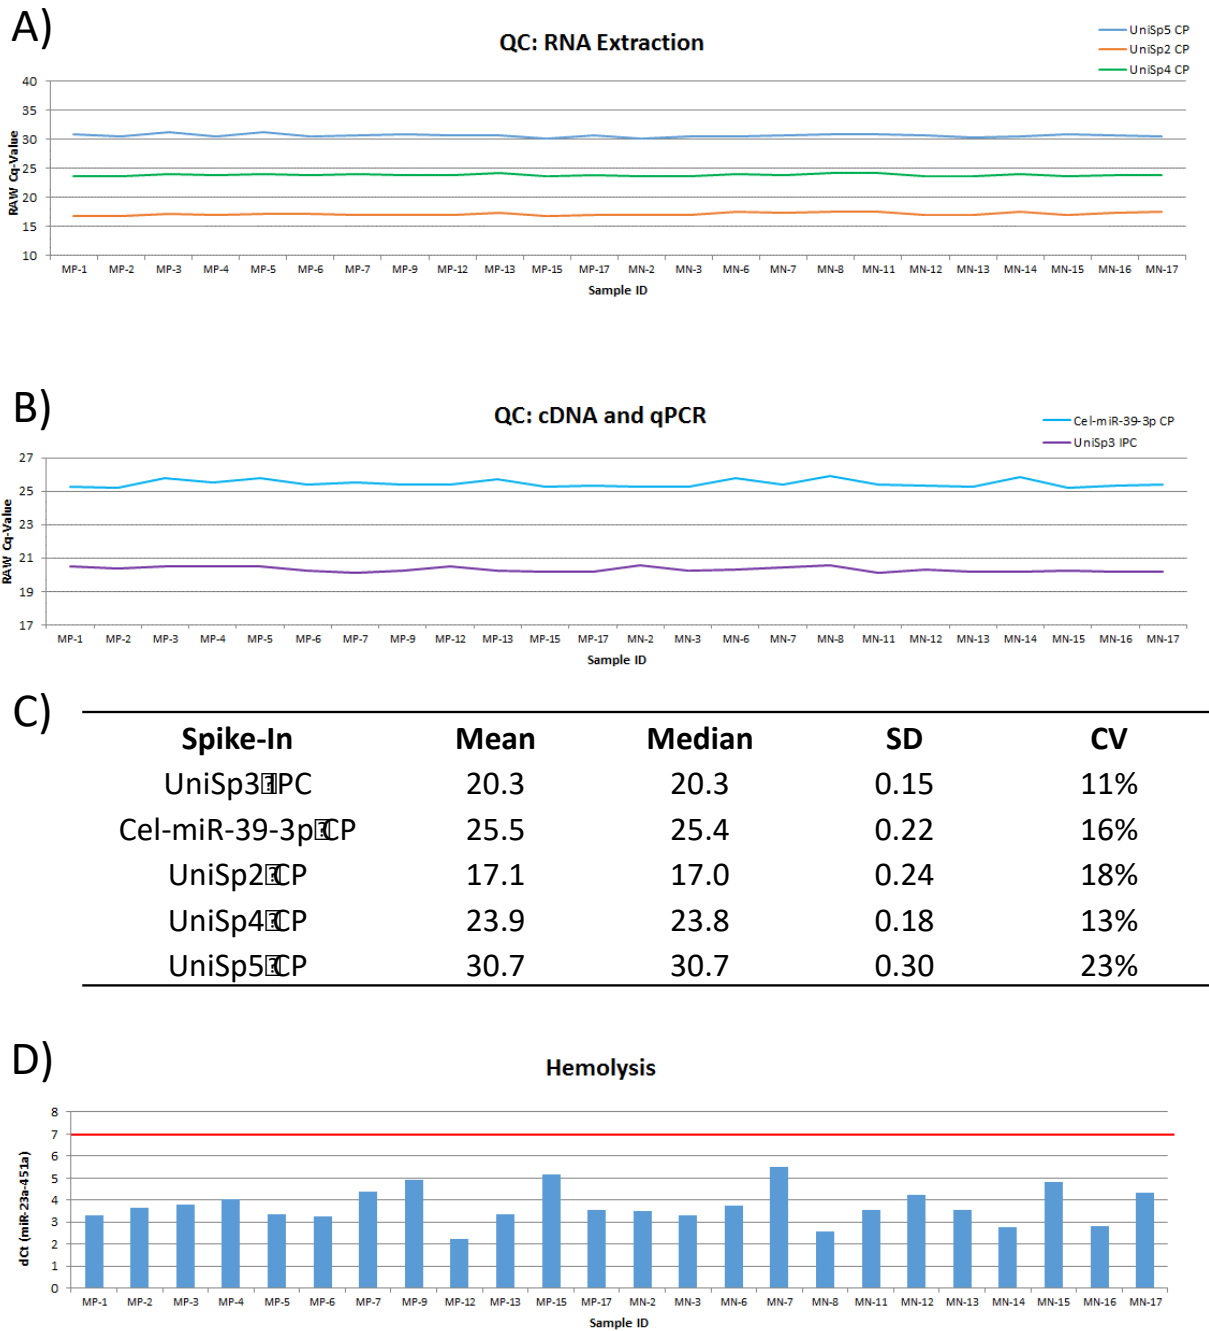 A)
QC: RNA Extraction
UniSp5 CP
UniSp2 CP
UniSp4 CP
RAW Cq-Value
40
35
30
25
20
15
10
MP-1 MP-2 MP-3 MP-4 MP-5 MP-6 MP-7 MP-9 MP-12 MP-13 MP-15 MP-17 MN-2 MN-3 MN-6 MN-7 MN-8 MN-11 MN-12 MN-13 MN-14 MN-15 MN-16 MN-17
Sample ID
B)
QC: cDNA and qPCR
Cel-miR-39-3p CP
UniSp3 IPC
RAW Cq-Value
27
25
23
21
19
17
MP-1 MP-2 MP-3 MP-4 MP-5 MP-6 MP-7 MP-9 MP-12 MP-13 MP-15 MP-17 MN-2 MN-3 MN-6 MN-7 MN-8 MN-11 MN-12 MN-13 MN-14 MN-15 MN-16 MN-17
Sample ID
C)
Spike-In Mean Median SD CV
UniSp3 IPC 20.3 20.3 0.15 11%
Cel-miR-39-3p CP 25.5 25.4 0.22 16%
UniSp2 CP 17.1 17.0 0.24 18%
UniSp4 CP 23.9 23.8 0.18 13%
UniSp5 CP 30.7 30.7 0.30 23%
D)
Hemolysis
dCt (miR-23a-451a)
8
7
6
5
4
3
2
1
0
MP-1 MP-2 MP-3 MP-4 MP-5 MP-6 MP-7 MP-9 MP-12 MP-13 MP-15 MP-17 MN-2 MN-3 MN-6 MN-7 MN-8 MN-11 MN-12 MN-13 MN-14 MN-15 MN-16 MN-17
Sample ID